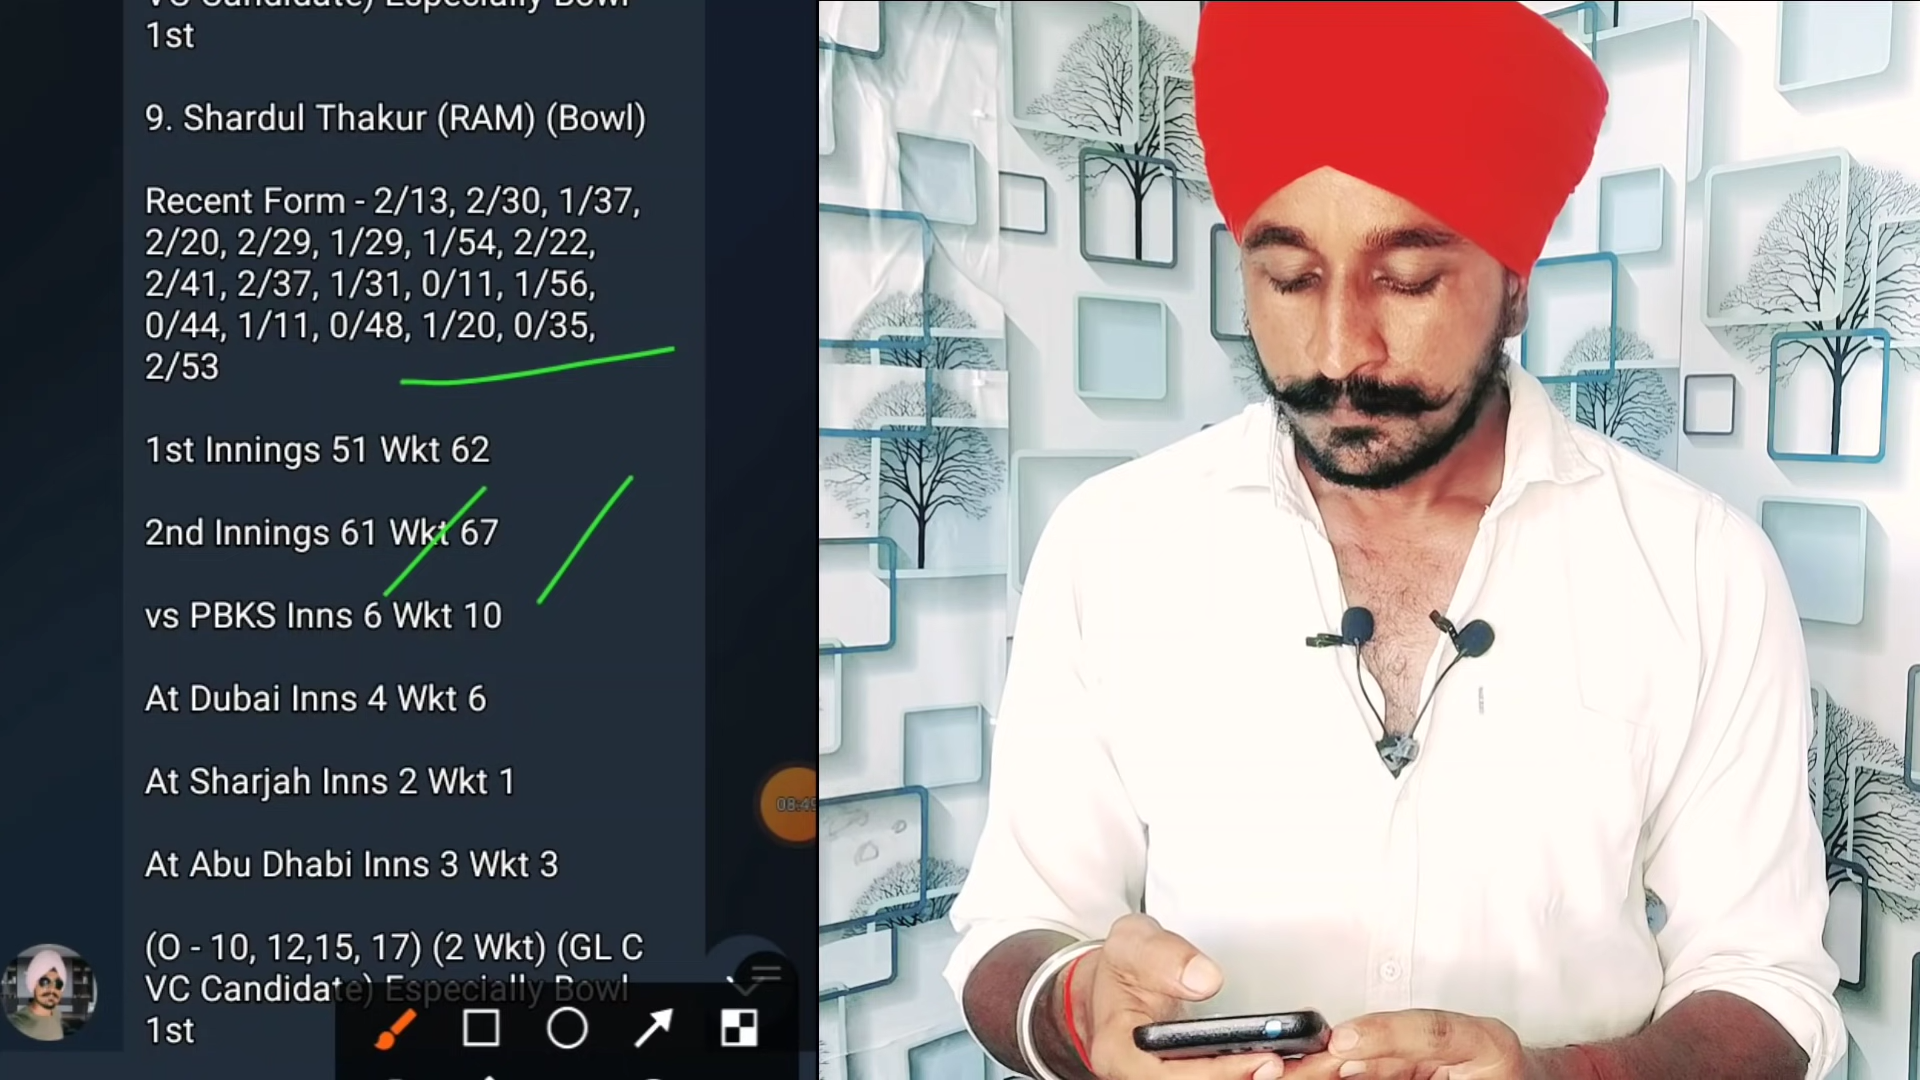 VC Candidate) Especially Bowl
1st
9. Shardul Thakur (RAM) (Bowl)
Recent Form - 2/13, 2/30, 1/37,
2/20, 2/29, 1/29, 1/54, 2/22,
2/41, 2/37, 1/31, 0/11, 1/56,
0/44, 1/11, 0/48, 1/20, 0/35,
2/53
1st Innings 51 Wkt 62
2nd Innings 61 Wkt 67
vs PBKS Inns 6 Wkt 10
At Dubai Inns 4 Wkt 6
At Sharjah Inns 2 Wkt 1
At Abu Dhabi Inns 3 Wkt 3
(O - 10, 12,15, 17) (2 Wkt) (GL C
VC Candidate) Especially Bowl
1st